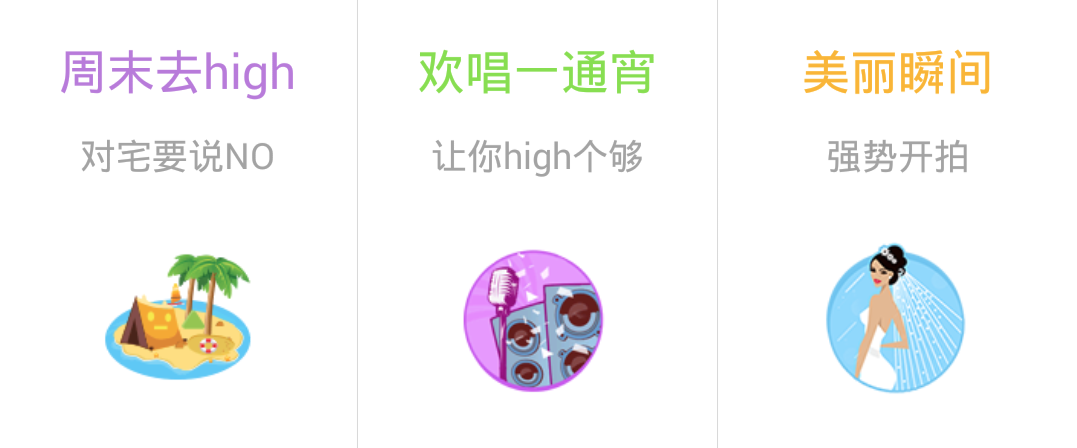 周末去high
对宅要说NO
欢唱一通宵
让你high个够
美丽瞬间
强势开拍